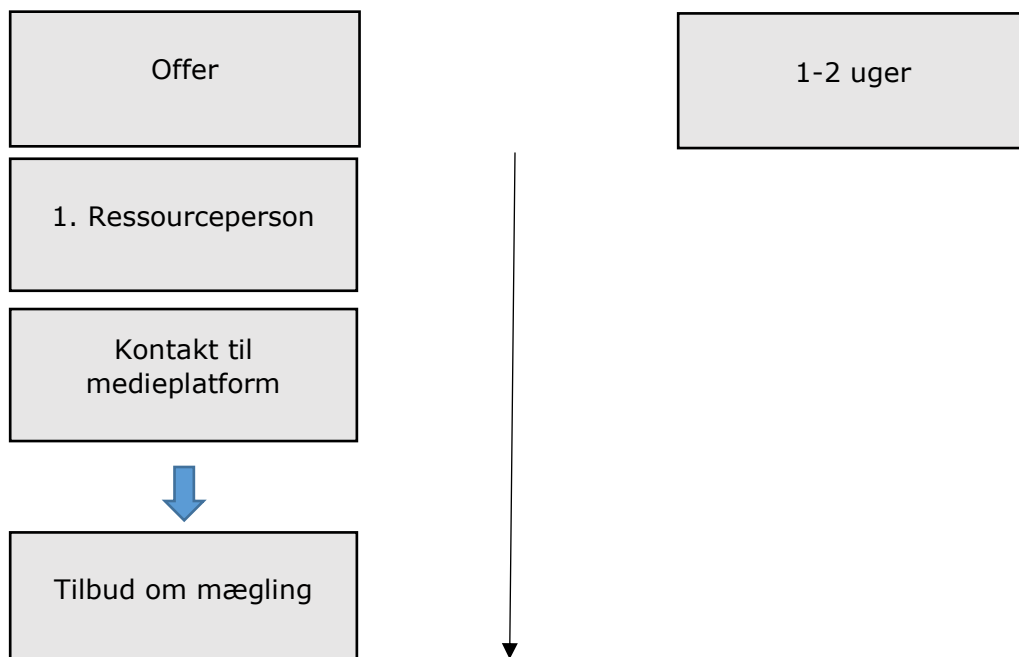 Offer
1-2 uger
1. Ressourceperson
Kontakt til
medieplatform
Tilbud om mægling